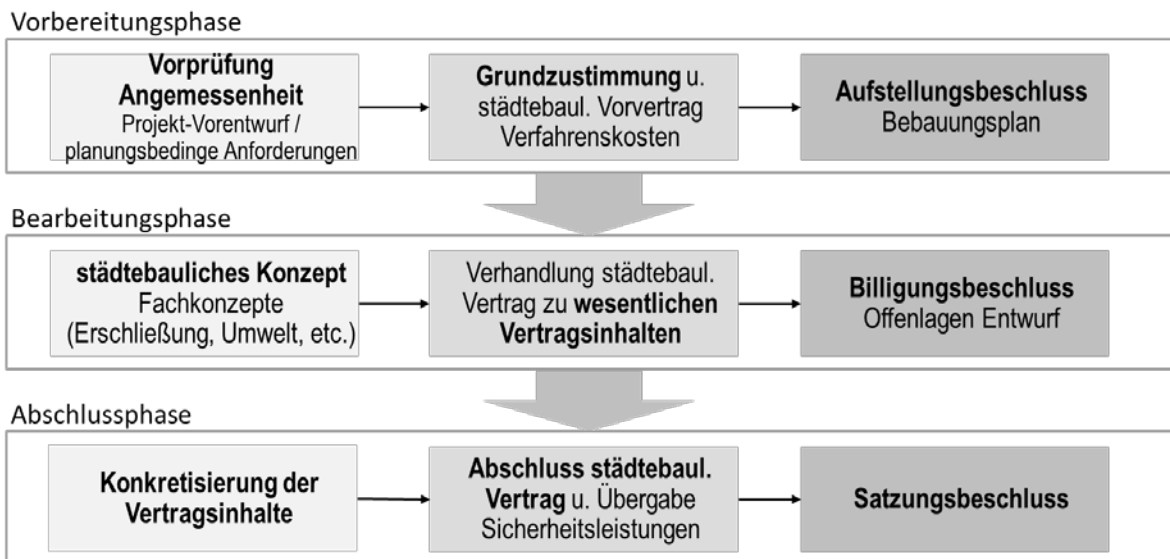 Vorbereitungsphase
Vorprüfung
Angemessenheit
Projekt-Vorentwurf /
planungsbedinge Anforderungen
Grundzustimmung u.
städtebaul. Vorvertrag
Verfahrenskosten
Aufstellungsbeschluss
Bebauungsplan
Bearbeitungsphase
städtebauliches Konzept
Fachkonzepte
(Erschließung, Umwelt, etc.)
Verhandlung städtebaul.
Vertrag zu wesentlichen
Vertragsinhalten
Billigungsbeschluss
Offenlagen Entwurf
Abschlussphase
Konkretisierung der
Vertragsinhalte
Abschluss städtebaul.
Vertrag u. Übergabe
Sicherheitsleistungen
Satzungsbeschluss